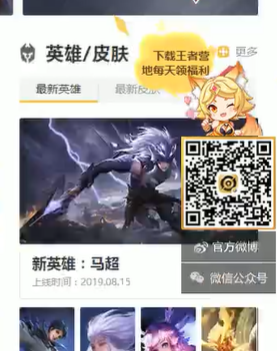 英雄/皮肤
下载王者营
地每天领福利
更多
最新英雄
最新皮肤
官方微博
新英雄：马超
上线时间：2019.08.15
微信公众号